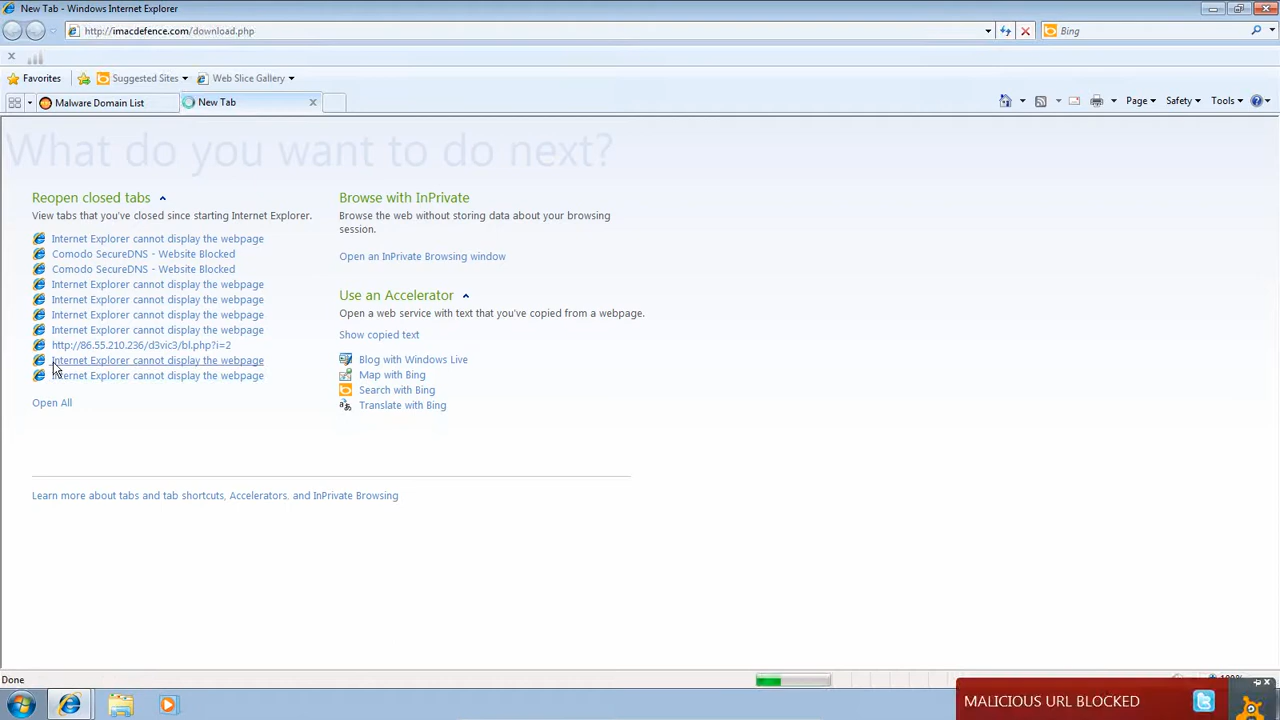 New Tab - Windows Internet Explorer
http://imacdefence.com/download.php
Bing
Favorites
Suggested Sites
Web Slice Gallery
Malware Domain List
New Tab
Page
Safety
Tools
What do you want to do next?
Reopen closed tabs
View tabs that you've closed since starting Internet Explorer.
Internet Explorer cannot display the webpage
Comodo SecureDNS - Website Blocked
Comodo SecureDNS - Website Blocked
Internet Explorer cannot display the webpage
Internet Explorer cannot display the webpage
Internet Explorer cannot display the webpage
Internet Explorer cannot display the webpage
http://86.55.210.236/d3vic3/bl.php?i=2
Internet Explorer cannot display the webpage
Internet Explorer cannot display the webpage
Open All
Browse with InPrivate
Browse the web without storing data about your browsing
session.
Open an InPrivate Browsing window
Use an Accelerator
Open a web service with text that you've copied from a webpage.
Show copied text
Blog with Windows Live
Map with Bing
Search with Bing
Translate with Bing
Learn more about tabs and tab shortcuts, Accelerators, and InPrivate Browsing
Done
MALICIOUS URL BLOCKED